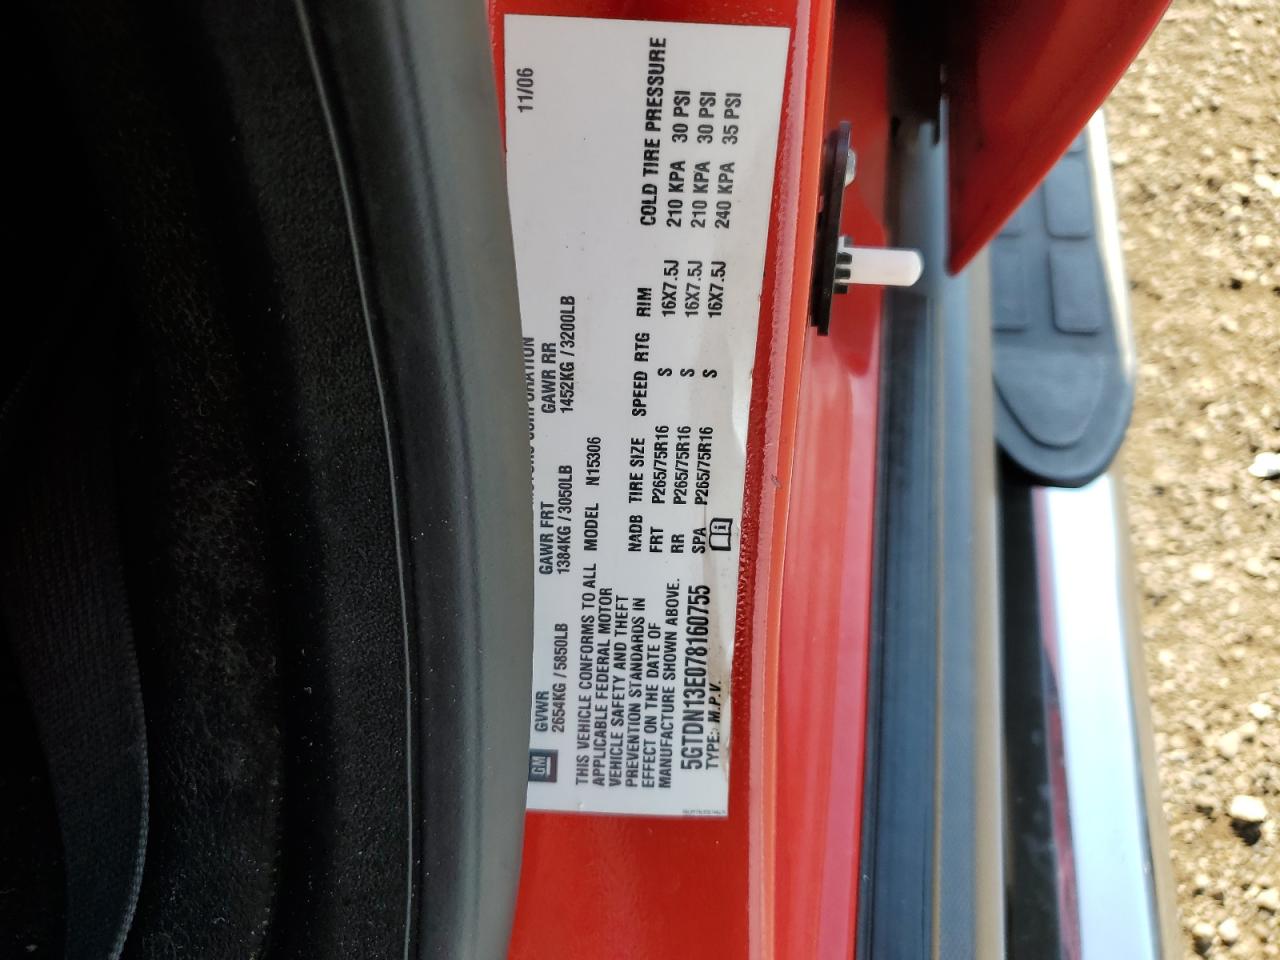 11/06
CORPORATION
GM
GVWR GAWR FRT GAWR RR
2654KG / 5850LB 1384KG / 3050LB 1452KG / 3200LB
THIS VEHICLE CONFORMS TO ALL
APPLICABLE FEDERAL MOTOR
VEHICLE SAFETY AND THEFT
PREVENTION STANDARDS IN
EFFECT ON THE DATE OF
MANUFACTURE SHOWN ABOVE.
5GTDN13E078160755
TYPE: M.P.V.
MODEL N15306
NADB TIRE SIZE SPEED RTG RIM COLD TIRE PRESSURE
FRT P265/75R16 S 16X7.5J 210 KPA 30 PSI
RR P265/75R16 S 16X7.5J 210 KPA 30 PSI
SPA P265/75R16 S 16X7.5J 240 KPA 35 PSI